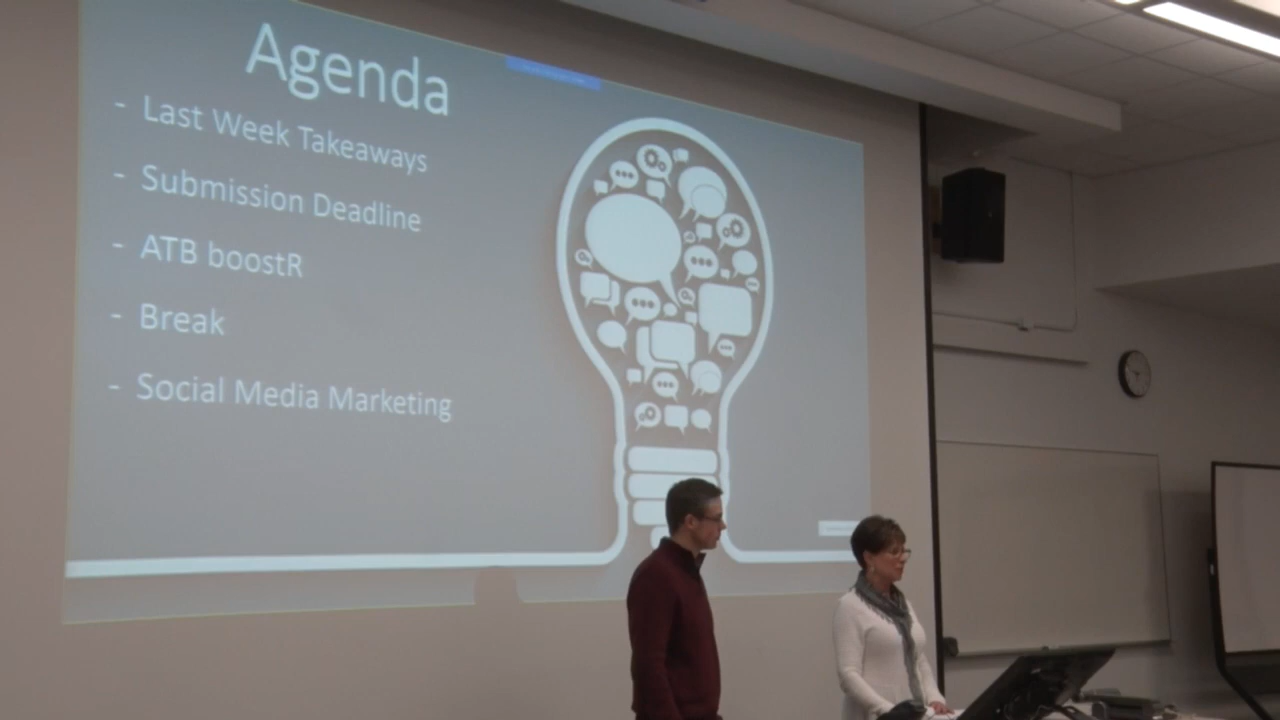 Agenda
- Last Week Takeaways
- Submission Deadline
- ATB boostR
- Break
- Social Media Marketing